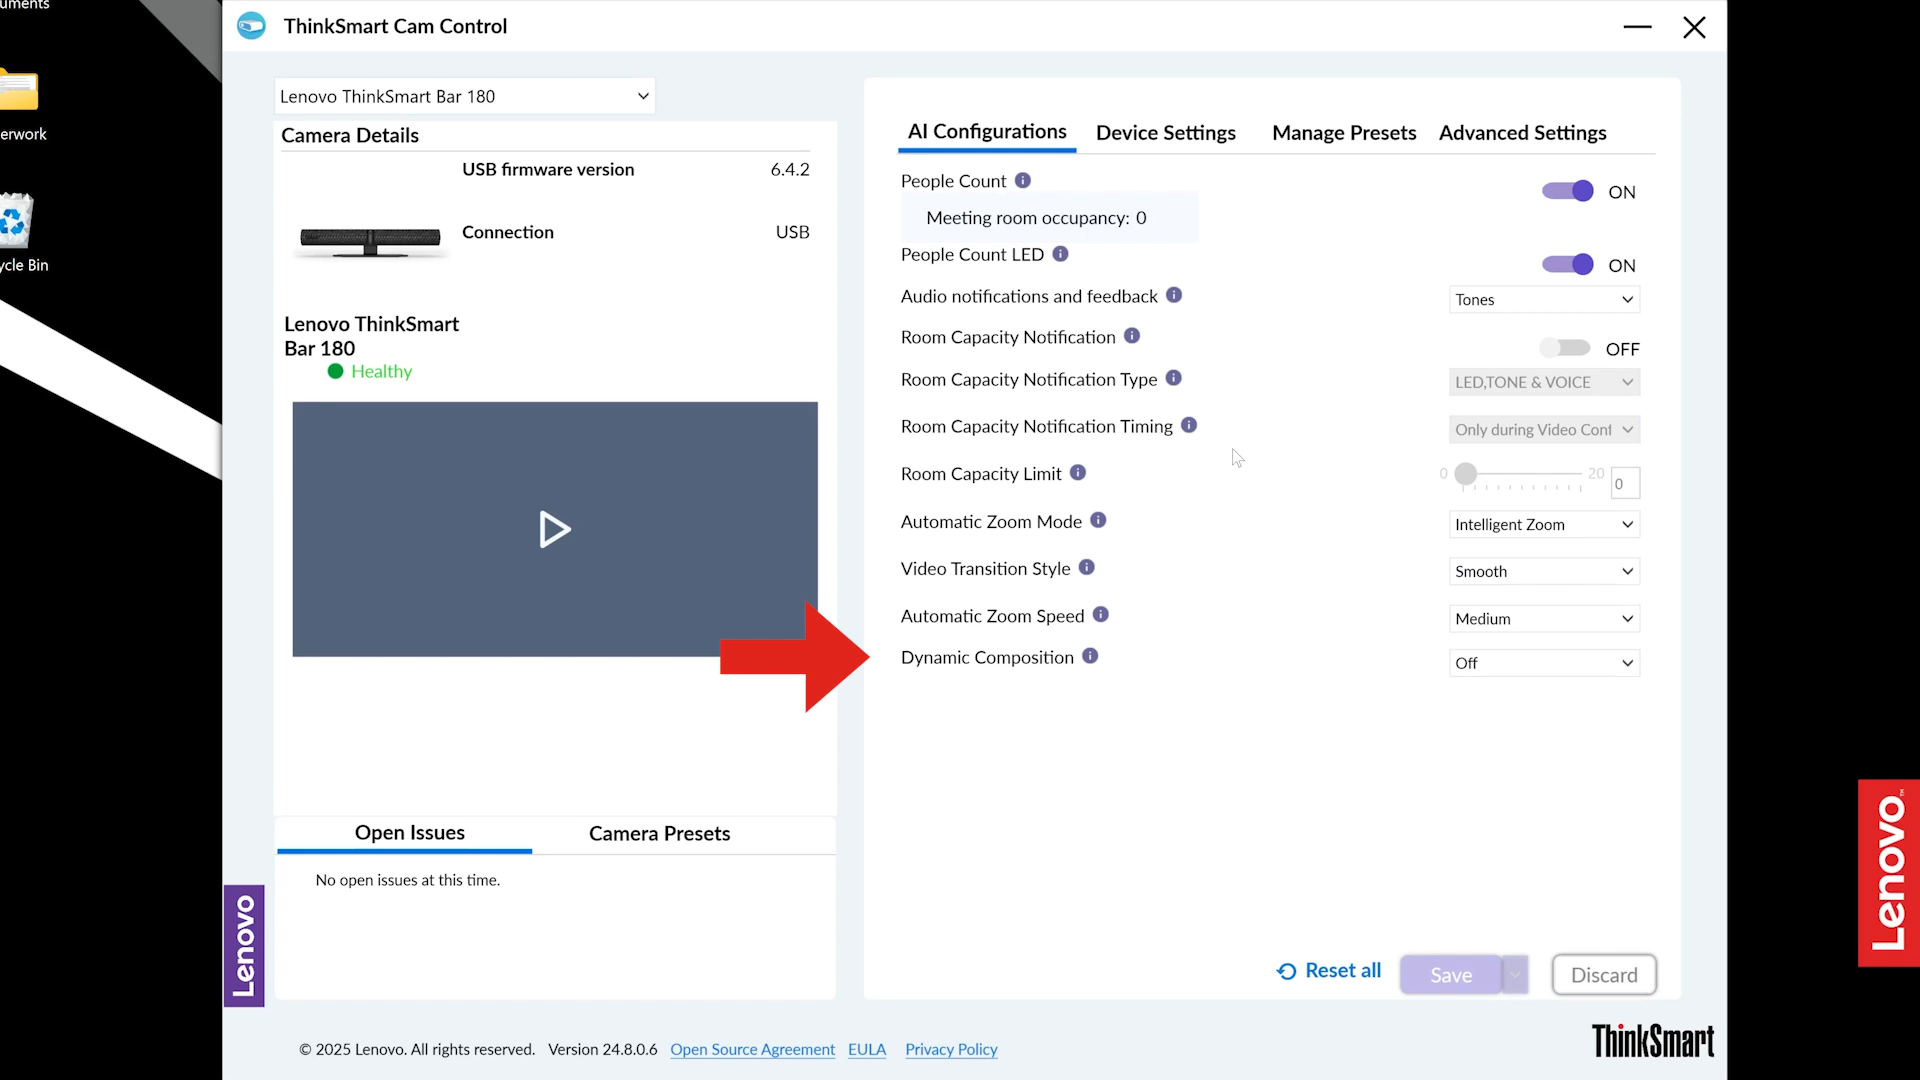 uments
erwork
ycle Bin
ThinkSmart Cam Control
Lenovo ThinkSmart Bar 180
Camera Details
USB firmware version 6.4.2
Connection USB
Lenovo ThinkSmart
Bar 180
Healthy
Open Issues Camera Presets
No open issues at this time.
AI Configurations Device Settings Manage Presets Advanced Settings
People Count ON
Meeting room occupancy: 0
People Count LED ON
Audio notifications and feedback Tones
Room Capacity Notification OFF
Room Capacity Notification Type LED,TONE & VOICE
Room Capacity Notification Timing Only during Video Conf
Room Capacity Limit 0 20 0
Automatic Zoom Mode Intelligent Zoom
Video Transition Style Smooth
Automatic Zoom Speed Medium
Dynamic Composition Off
Reset all Save Discard
Lenovo
© 2025 Lenovo. All rights reserved. Version 24.8.0.6 Open Source Agreement EULA Privacy Policy
ThinkSmart
Lenovo™